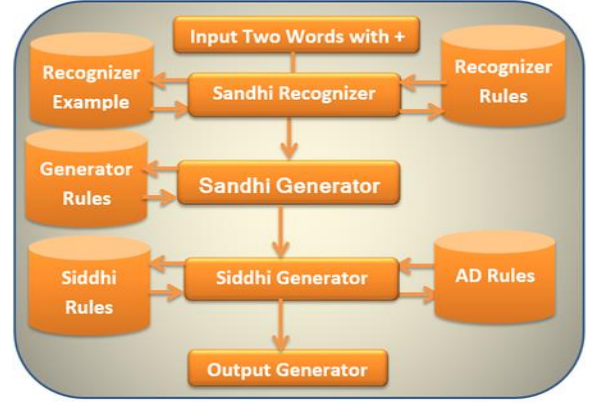 Input Two Words with +
Recognizer
Example
Sandhi Recognizer
Recognizer
Rules
Generator
Rules
Sandhi Generator
Siddhi
Rules
Siddhi Generator
AD Rules
Output Generator